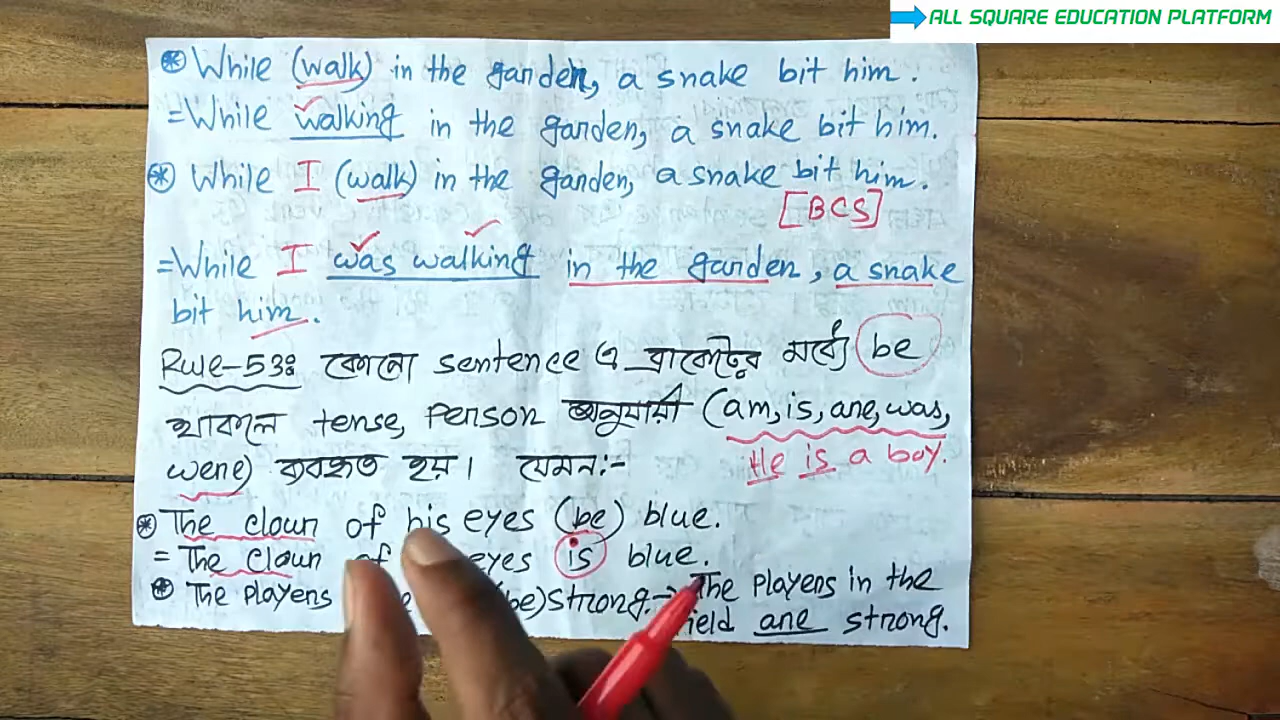 ALL SQUARE EDUCATION PLATFORM
While (walk) in the garden, a snake bit him.
=While walking in the garden, a snake bit him.
While I (walk) in the garden, a snake bit him.
[BCS]
=While I was walking in the garden, a snake
bit him.
Rule-53ঃ কোনো sentence এ ব্রাকেটের মধ্যে be
থাকলে tense, Person অনুযায়ী (am, is, are, was,
were) ব্যবহৃত হয়। যেমন:-
He is a boy.
The clour of his eyes (be) blue.
= The clour of eyes is blue.
The Players (be) strong. → The Players in the
field are strong.